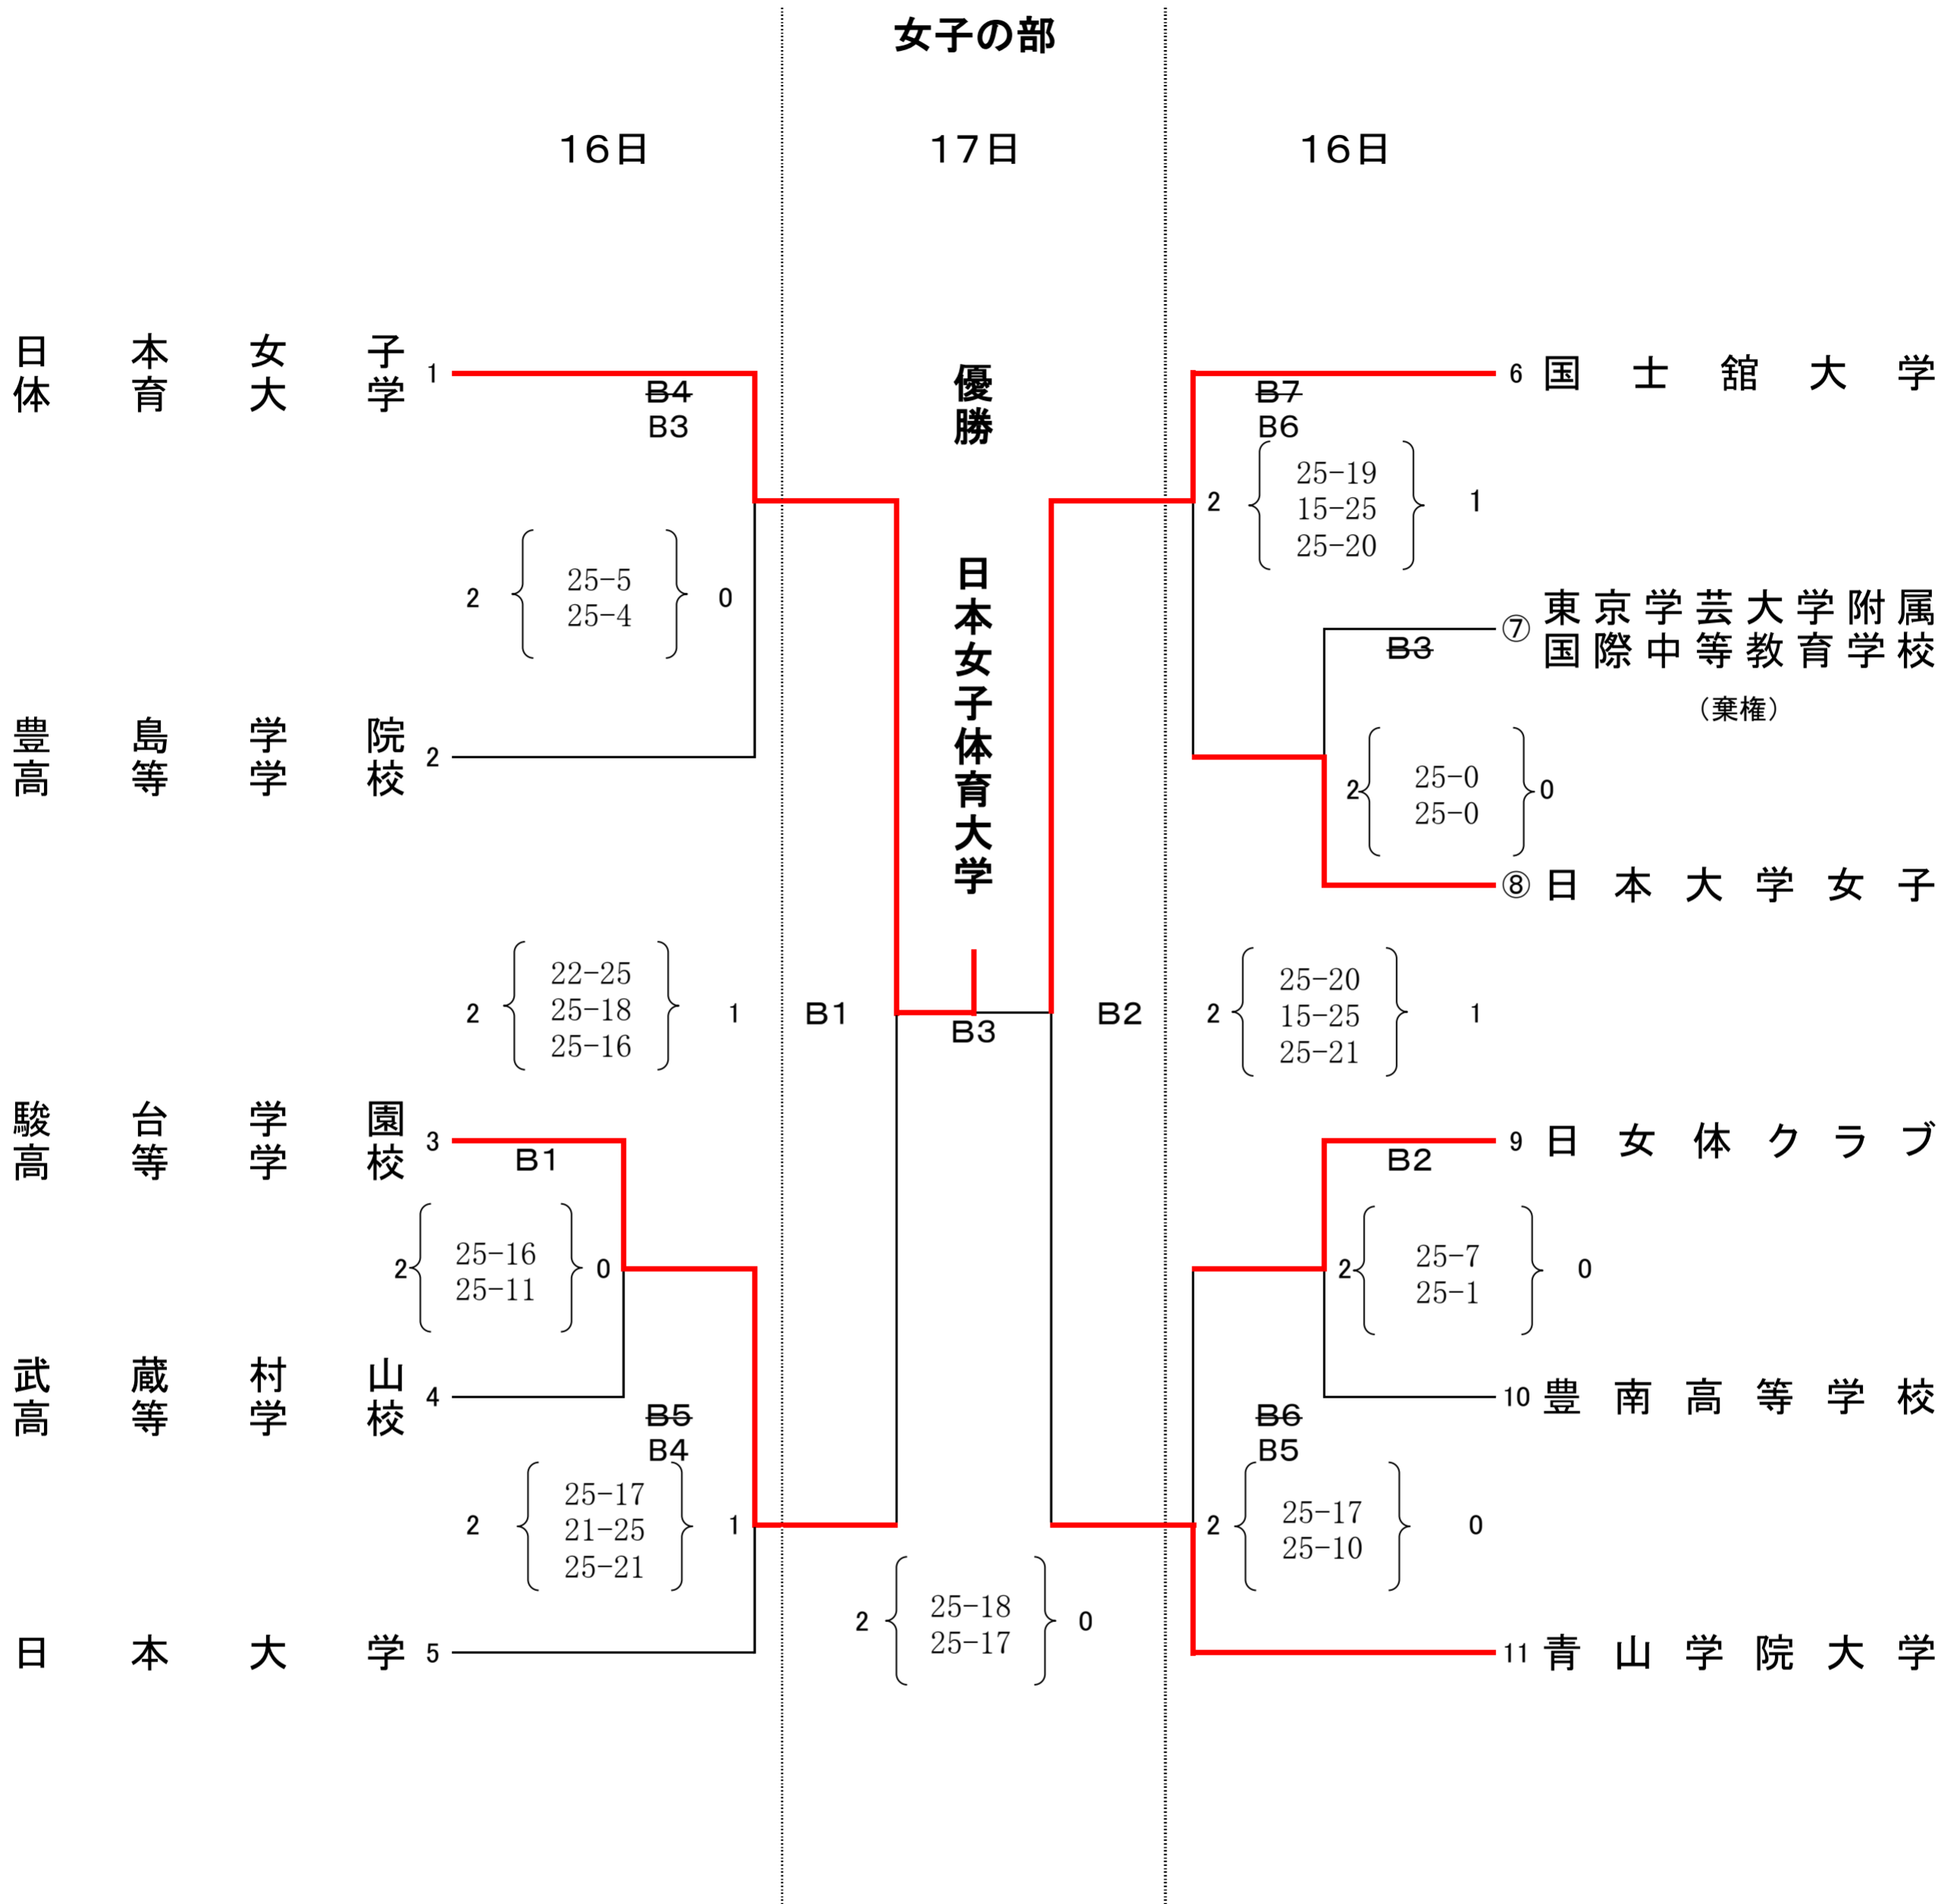 女子の部
16日
17日
16日
日本女子
体育大学
1
B4
B3
2
25-5
25-4
0
豊島学院
高等学校
2
2
22-25
25-18
25-16
1
駿台学園
高等学校
3
B1
2
25-16
25-11
0
武蔵村山
高等学校
4
B5
B4
2
25-17
21-25
25-21
1
日本大学
5
優勝
日本女子体育大学
B1
B3
B2
2
25-18
25-17
0
6
国士舘大学
B7
B6
2
25-19
15-25
25-20
1
⑦
東京学芸大学附属
国際中等教育学校
（棄権）
B3
2
25-0
25-0
0
⑧
日本大学女子
2
25-20
15-25
25-21
1
9
日女体クラブ
B2
2
25-7
25-1
0
10
豊南高等学校
B6
B5
2
25-17
25-10
0
11
青山学院大学